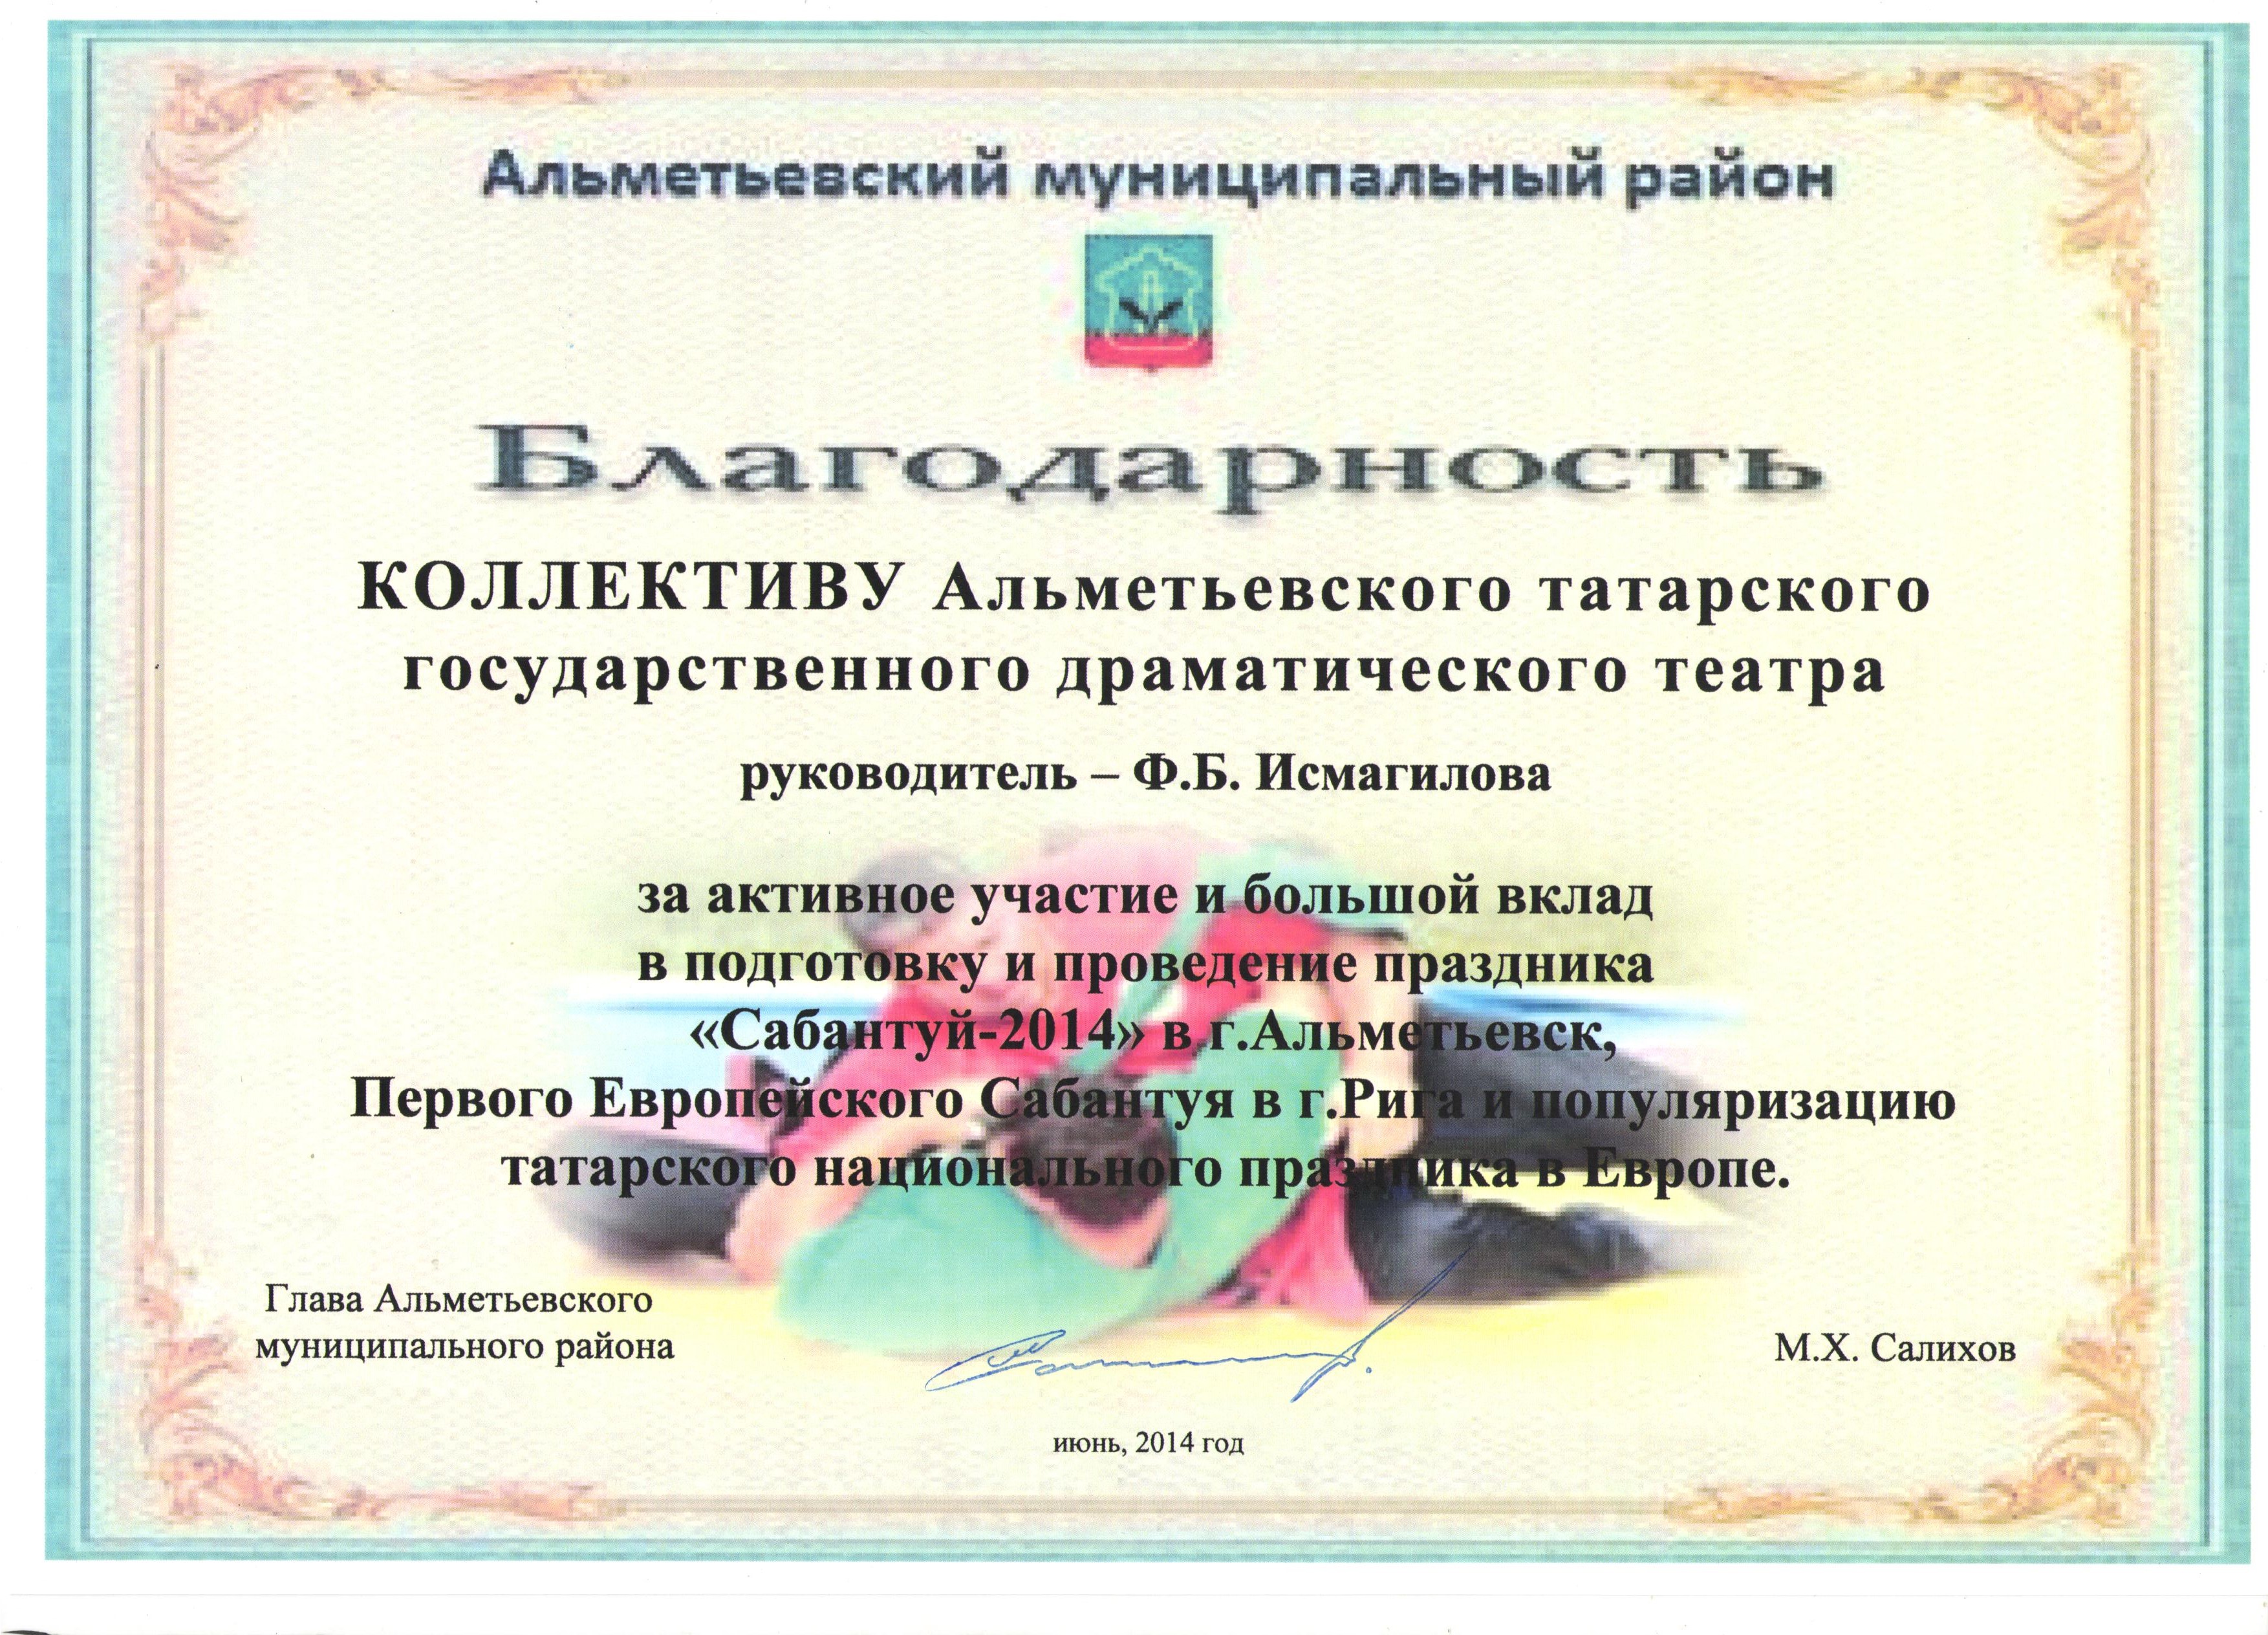 Альметьевский муниципальный район
Благодарность
КОЛЛЕКТИВУ Альметьевского татарского
государственного драматического театра
руководитель – Ф.Б. Исмагилова
за активное участие и большой вклад
в подготовку и проведение праздника
«Сабантуй-2014» в г.Альметьевск,
Первого Европейского Сабантуя в г.Рига и популяризацию
татарского национального праздника в Европе.
Глава Альметьевского
муниципального района
М.Х. Салихов
июнь, 2014 год